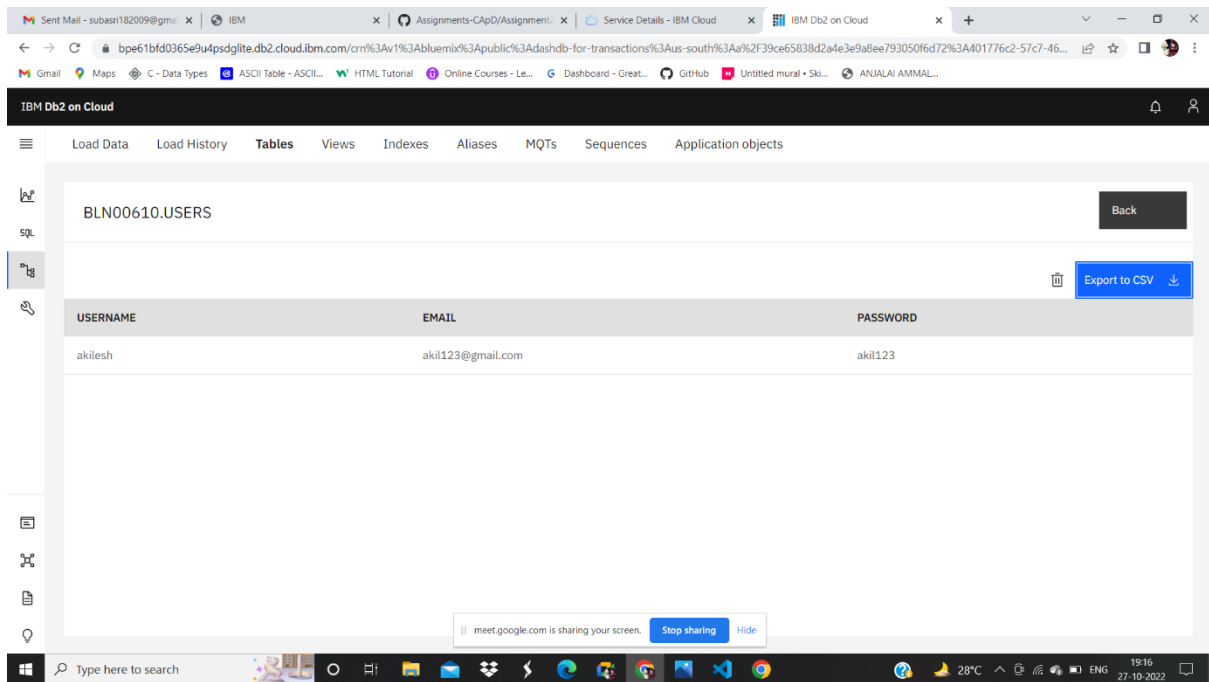 Sent Mail - subasri182009@gmai
IBM
Assignments-CApD/Assignment2
Service Details - IBM Cloud
IBM Db2 on Cloud
bpe61bfd0365e9u4psdglite.db2.cloud.ibm.com/crn%3Av1%3Abluemix%3Apublic%3Adashdb-for-transactions%3Aus-south%3Aa%2F39ce65838d2a4e3e9a8ee793050f6d72%3A401776c2-57c7-46...
Gmail
Maps
C - Data Types
ASCII Table - ASCII...
HTML Tutorial
Online Courses - Le...
Dashboard - Great...
GitHub
Untitled mural • Ski...
ANJALAI AMMAL...
IBM Db2 on Cloud
Load Data Load History Tables Views Indexes Aliases MQTs Sequences Application objects
BLN00610.USERS
Back
SQL
Export to CSV
USERNAME EMAIL PASSWORD
akilesh akil123@gmail.com akil123
meet.google.com is sharing your screen. Stop sharing Hide
Type here to search
28°C ENG
19:16
27-10-2022